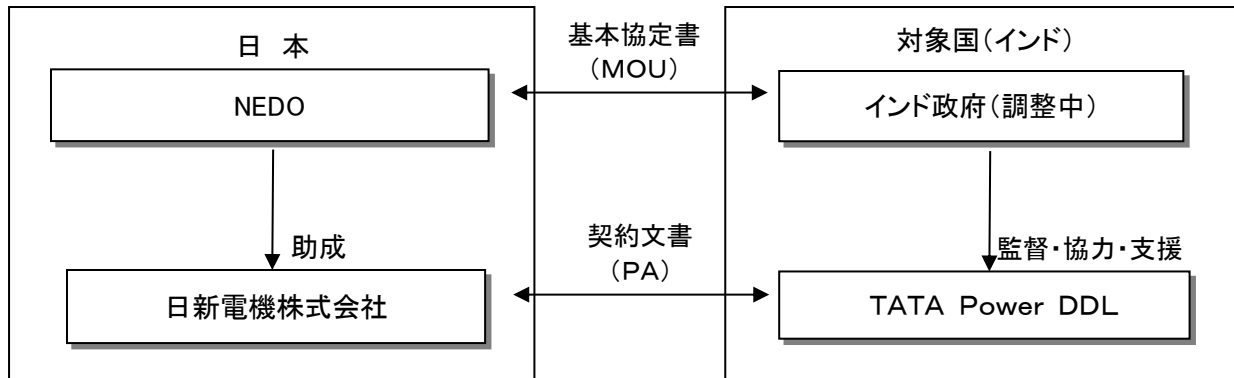 日 本
NEDO
助成
日新電機株式会社
基本協定書
(MOU)
契約文書
(PA)
対象国(インド)
インド政府(調整中)
監督・協力・支援
TATA Power DDL